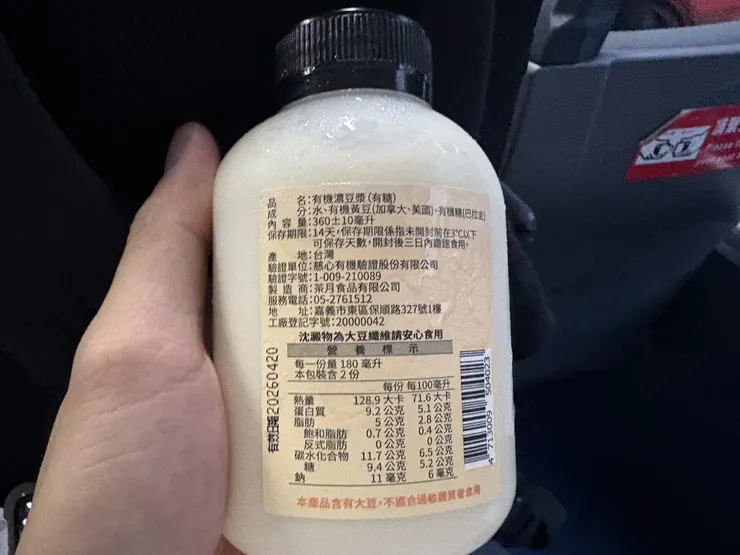 品　名：有機濃豆漿(有糖)
成　分：水、有機黃豆(加拿大、美國)、有機糖(巴拉圭)
內 容 量：360±10毫升
保存期限：14天，保存期限係指未開封前在3℃以下
可保存天數，開封後三日內盡速食用。
產　地：台灣
驗證單位：慈心有機驗證股份有限公司
驗證字號：1-009-210089
製 造 商：茶月食品有限公司
服務電話：05-2761512
地　址：嘉義市東區保順路327號1樓
工廠登記字號：20000042
沈澱物為大豆纖維請安心食用
營 養 標 示
每一份量 180 毫升
本包裝含 2 份
每份 每100毫升
熱量 128.9 大卡 71.6 大卡
蛋白質 9.2 公克 5.1 公克
脂肪 5 公克 2.8 公克
飽和脂肪 0.7 公克 0.4 公克
反式脂肪 0 公克 0 公克
碳水化合物 11.7 公克 6.5 公克
糖 9.4 公克 5.2 公克
鈉 11 毫克 6 毫克
本產品含有大豆，不適合過敏體質者食用
有效日期 20260420
4 715009 504023
Please